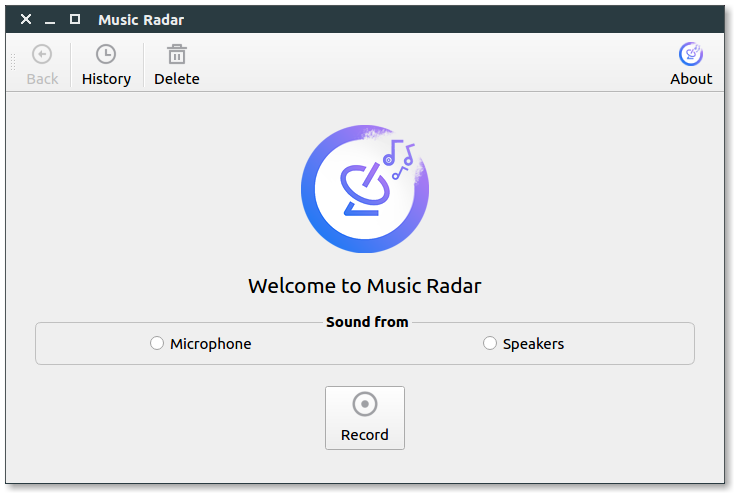 Music Radar
Back
History
Delete
About
Welcome to Music Radar
Sound from
Microphone
Speakers
Record